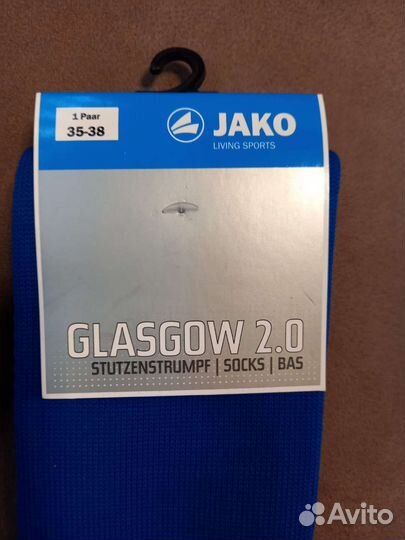 1 Paar
35-38
JAKO
LIVING SPORTS
GLASGOW 2.0
STUTZENSTRUMPF | SOCKS | BAS
Avito